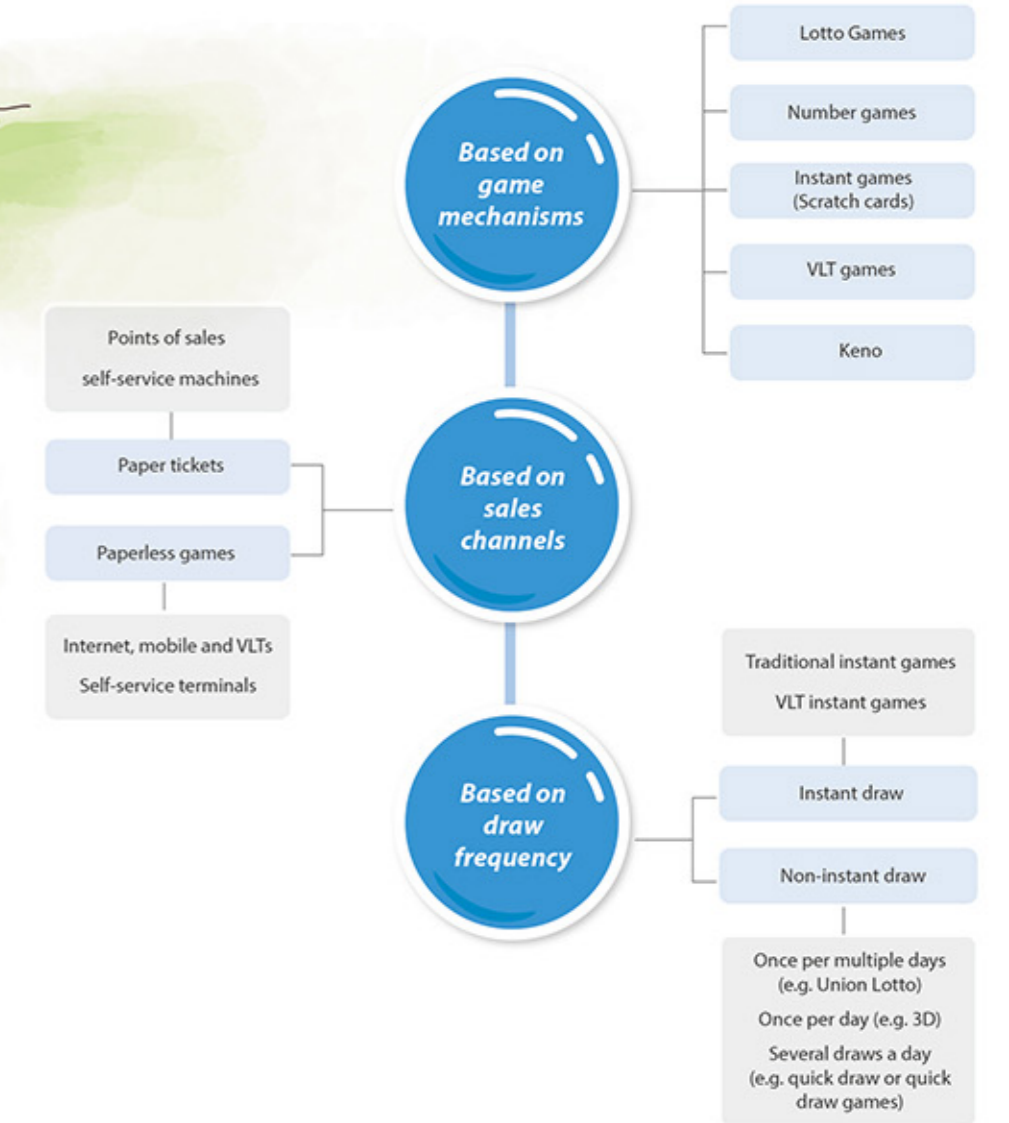 Based on
game
mechanisms
Lotto Games
Number games
Instant games
(Scratch cards)
VLT games
Keno
Based on
sales
channels
Points of sales
self-service machines
Paper tickets
Paperless games
Internet, mobile and VLTs
Self-service terminals
Based on
draw
frequency
Traditional instant games
VLT instant games
Instant draw
Non-instant draw
Once per multiple days
(e.g. Union Lotto)
Once per day (e.g. 3D)
Several draws a day
(e.g. quick draw or quick
draw games)